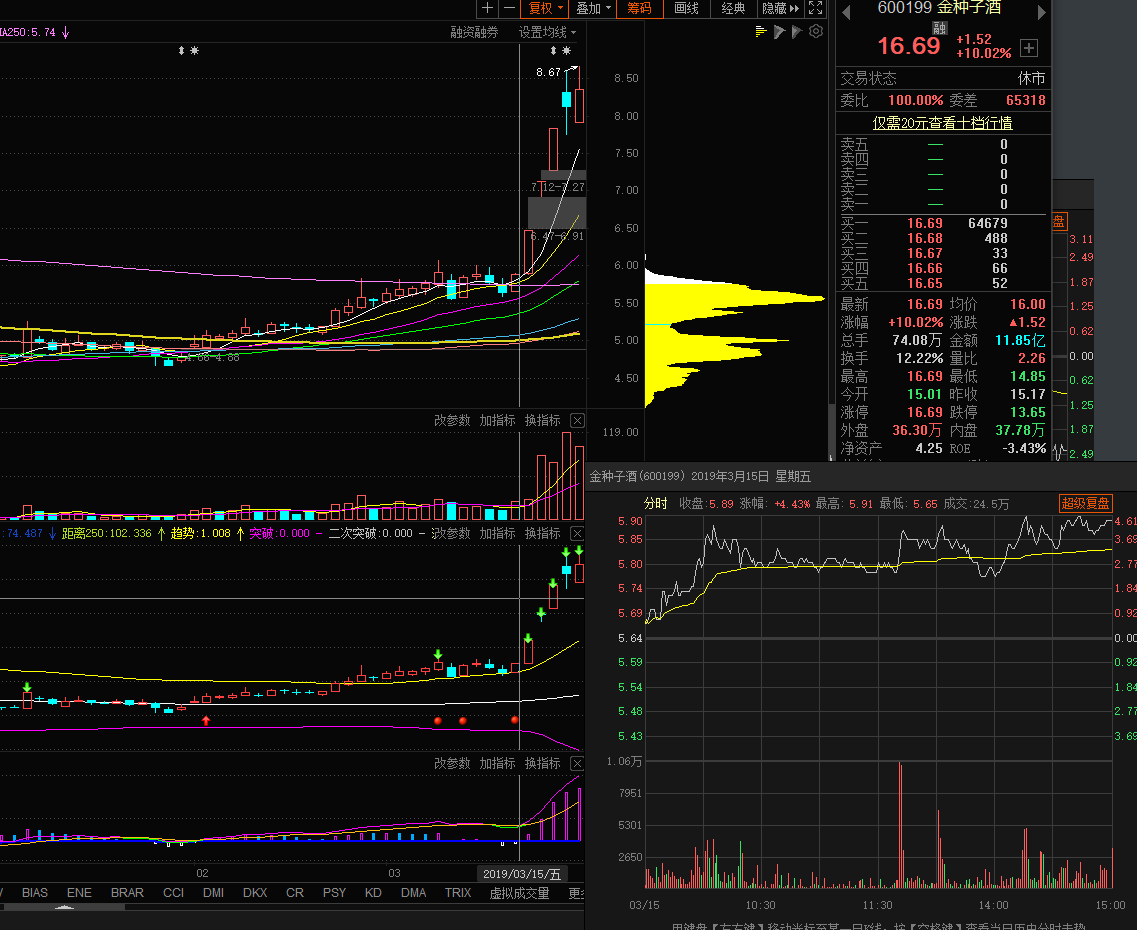 复权 叠加 筹码 画线 经典 隐藏
600199 金种子酒
A250:5.74 ↓ 融资融券 设置均线
融
16.69 +1.52
+10.02%
8.67
8.50
8.00
7.50
7.00
6.50
6.00
5.50
5.00
4.50
7.12-7.27
6.47-6.91
4.86-4.88
交易状态 休市
委比 100.00% 委差 65318
仅需20元查看十档行情
卖五 — 0
卖四 — 0
卖三 — 0
卖二 — 0
卖一 — 0
买一 16.69 64679
买二 16.68 488
买三 16.67 33
买四 16.66 66
买五 16.65 52
最新 16.69 均价 16.00
涨幅 +10.02% 涨跌 ▲1.52
总手 74.08万 金额 11.85亿
换手 12.22% 量比 2.26
最高 16.69 最低 14.85
今开 15.01 昨收 15.17
涨停 16.69 跌停 13.65
外盘 36.30万 内盘 37.78万
净资产 4.25 ROE -3.43%
盘
3.11
2.49
1.87
1.25
0.62
0.00
0.62
1.25
1.87
2.49
改参数 加指标 换指标
119.00
:74.487 ↓ 距离250:102.336 ↑ 趋势:1.008 ↑ 突破:0.000 − 二次突破:0.000 − 改参数 加指标 换指标
改参数 加指标 换指标
02 03 2019/03/15/五
BIAS ENE BRAR CCI DMI DKX CR PSY KD DMA TRIX 虚拟成交量
金种子酒(600199) 2019年3月15日 星期五
分时 收盘:5.89 涨幅: +4.43% 最高: 5.91 最低: 5.65 成交:24.5万 超级复盘
5.90 4.61
5.85 3.69
5.80 2.77
5.74 1.84
5.69 0.92
5.64 0.00
5.59 0.92
5.54 1.84
5.48 2.77
5.43 3.69
1.06万
7951
5301
2650
03/15 10:30 11:30 14:00 15:00
用键盘【左右键】移动光标至某一日K线，按【空格键】查看当日历史分时走势